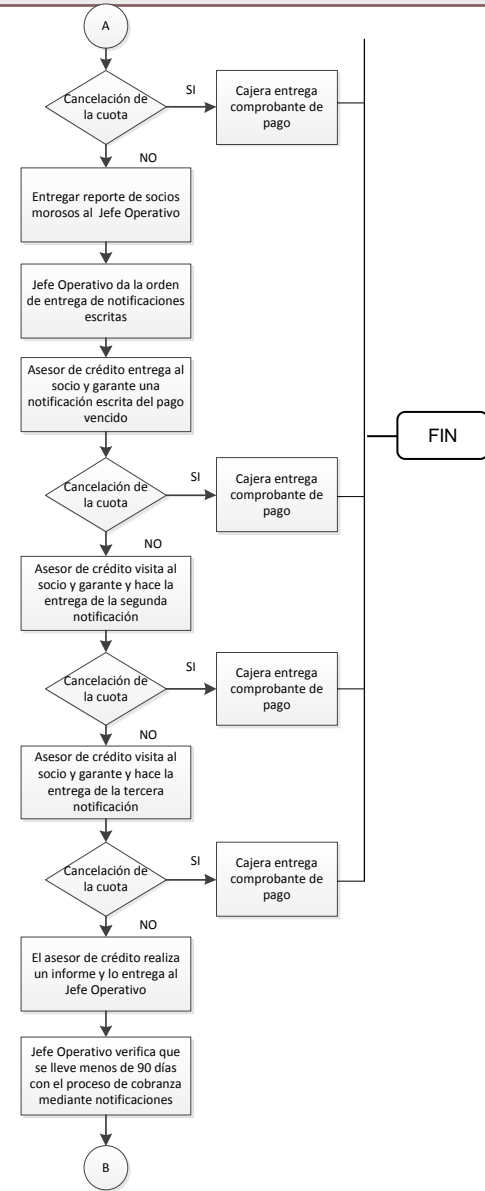 A
Cancelación de
la cuota
SI
Cajera entrega
comprobante de
pago
NO
Entregar reporte de socios
morosos al Jefe Operativo
Jefe Operativo da la orden
de entrega de notificaciones
escritas
Asesor de crédito entrega al
socio y garante una
notificación escrita del pago
vencido
FIN
Cancelación de
la cuota
SI
Cajera entrega
comprobante de
pago
NO
Asesor de crédito visita al
socio y garante y hace la
entrega de la segunda
notificación
Cancelación de
la cuota
SI
Cajera entrega
comprobante de
pago
NO
Asesor de crédito visita al
socio y garante y hace la
entrega de la tercera
notificación
Cancelación de
la cuota
SI
Cajera entrega
comprobante de
pago
NO
El asesor de crédito realiza
un informe y lo entrega al
Jefe Operativo
Jefe Operativo verifica que
se lleve menos de 90 días
con el proceso de cobranza
mediante notificaciones
B